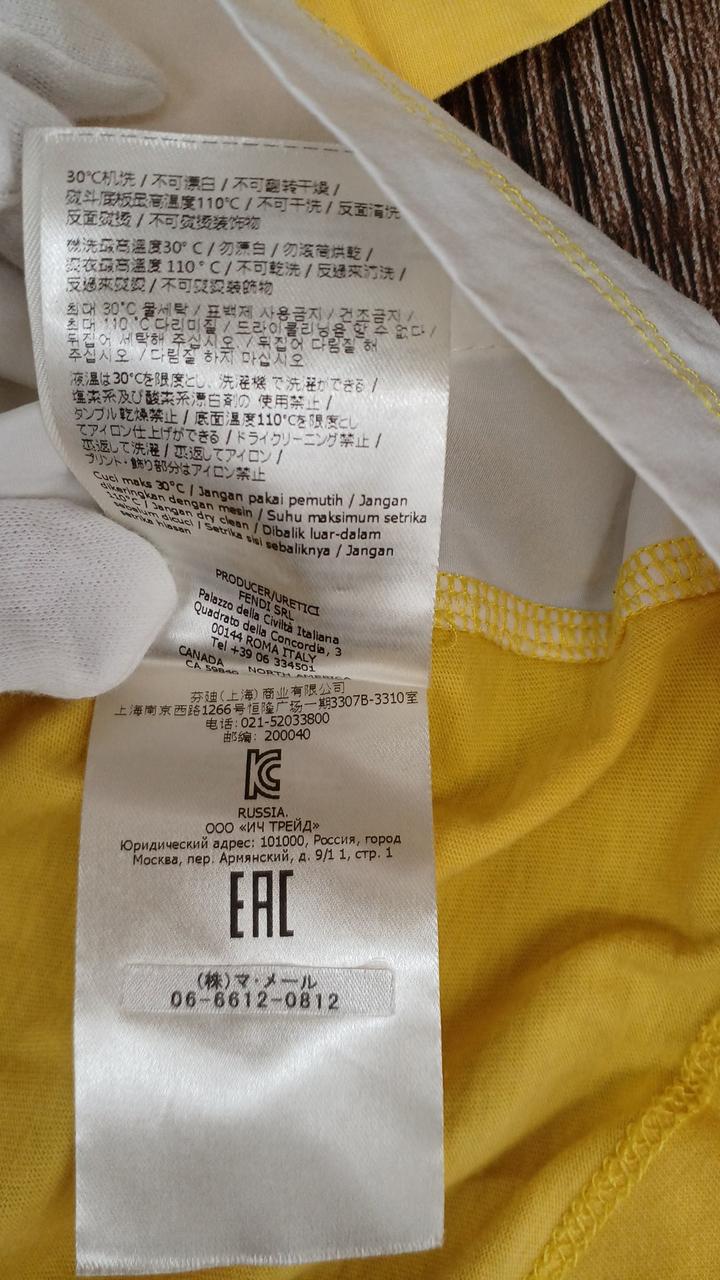 30°C机洗 / 不可漂白 / 不可翻转干燥 /
熨斗底板最高温度110°C / 不可干洗 / 反面清洗
反面熨烫 / 不可熨烫装饰物
機洗最高溫度30° C / 勿漂白 / 勿滾筒烘乾 /
燙衣最高溫度 110 ° C / 不可乾洗 / 反過來清洗 /
反過來熨燙 / 不可熨燙裝飾物
최대 30°C 물세탁 / 표백제 사용금지 / 건조금지 /
최대 110 °C 다리미질 / 드라이클리닝은 할 수 없다 /
뒤집어 세탁해 주십시오 / 뒤집어 다림질 해
주십시오 / 다림질 하지 마십시오
液温は30°Cを限度とし、洗濯機 で洗濯ができる /
塩素系及び酸素系漂白剤の 使用禁止 /
タンブル乾燥禁止 / 底面温度110°Cを限度とし
てアイロン仕上げができる / ドライクリーニング禁止 /
裏返して洗濯 / 裏返してアイロン /
プリント・飾り部分はアイロン禁止
Cuci maks 30°C / Jangan pakai pemutih / Jangan
dikeringkan dengan mesin / Suhu maksimum setrika
110°C / Jangan dry clean / Dibalik luar-dalam
sebelum dicuci / Setrika sisi sebaliknya / Jangan
setrika hiasan
PRODUCER/URETICI
FENDI SRL
Palazzo della Civiltà Italiana
Quadrato della Concordia, 3
00144 ROMA ITALY
Tel +39 06 334501
CANADA NORTH AMERICA
CA 59840
芬迪(上海)商业有限公司
上海南京西路1266号恒隆广场一期3307B-3310室
电话: 021-52033800
邮编: 200040
KC
RUSSIA.
ООО «ИЧ ТРЕЙД»
Юридический адрес: 101000, Россия, город
Москва, пер. Армянский, д. 9/1 1, стр. 1
EAC
(株)マ・メール
06-6612-0812